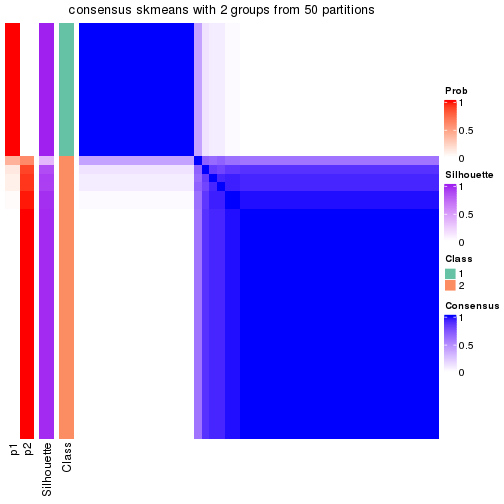 consensus skmeans with 2 groups from 50 partitions
Prob
1
0.5
0
Silhouette
1
0.5
0
Class
1
2
Consensus
1
0.5
0
p1
p2
Silhouette
Class